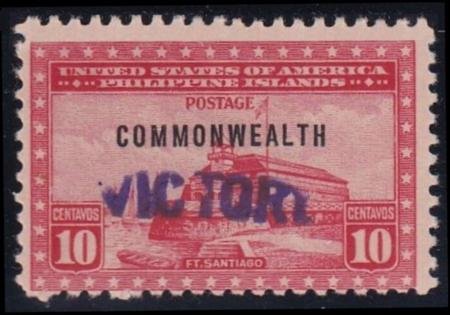 UNITED STATES OF AMERICA
PHILIPPINE ISLANDS
POSTAGE
COMMONWEALTH
VICTORY
CENTAVOS CENTAVOS
10 10
FT. SANTIAGO